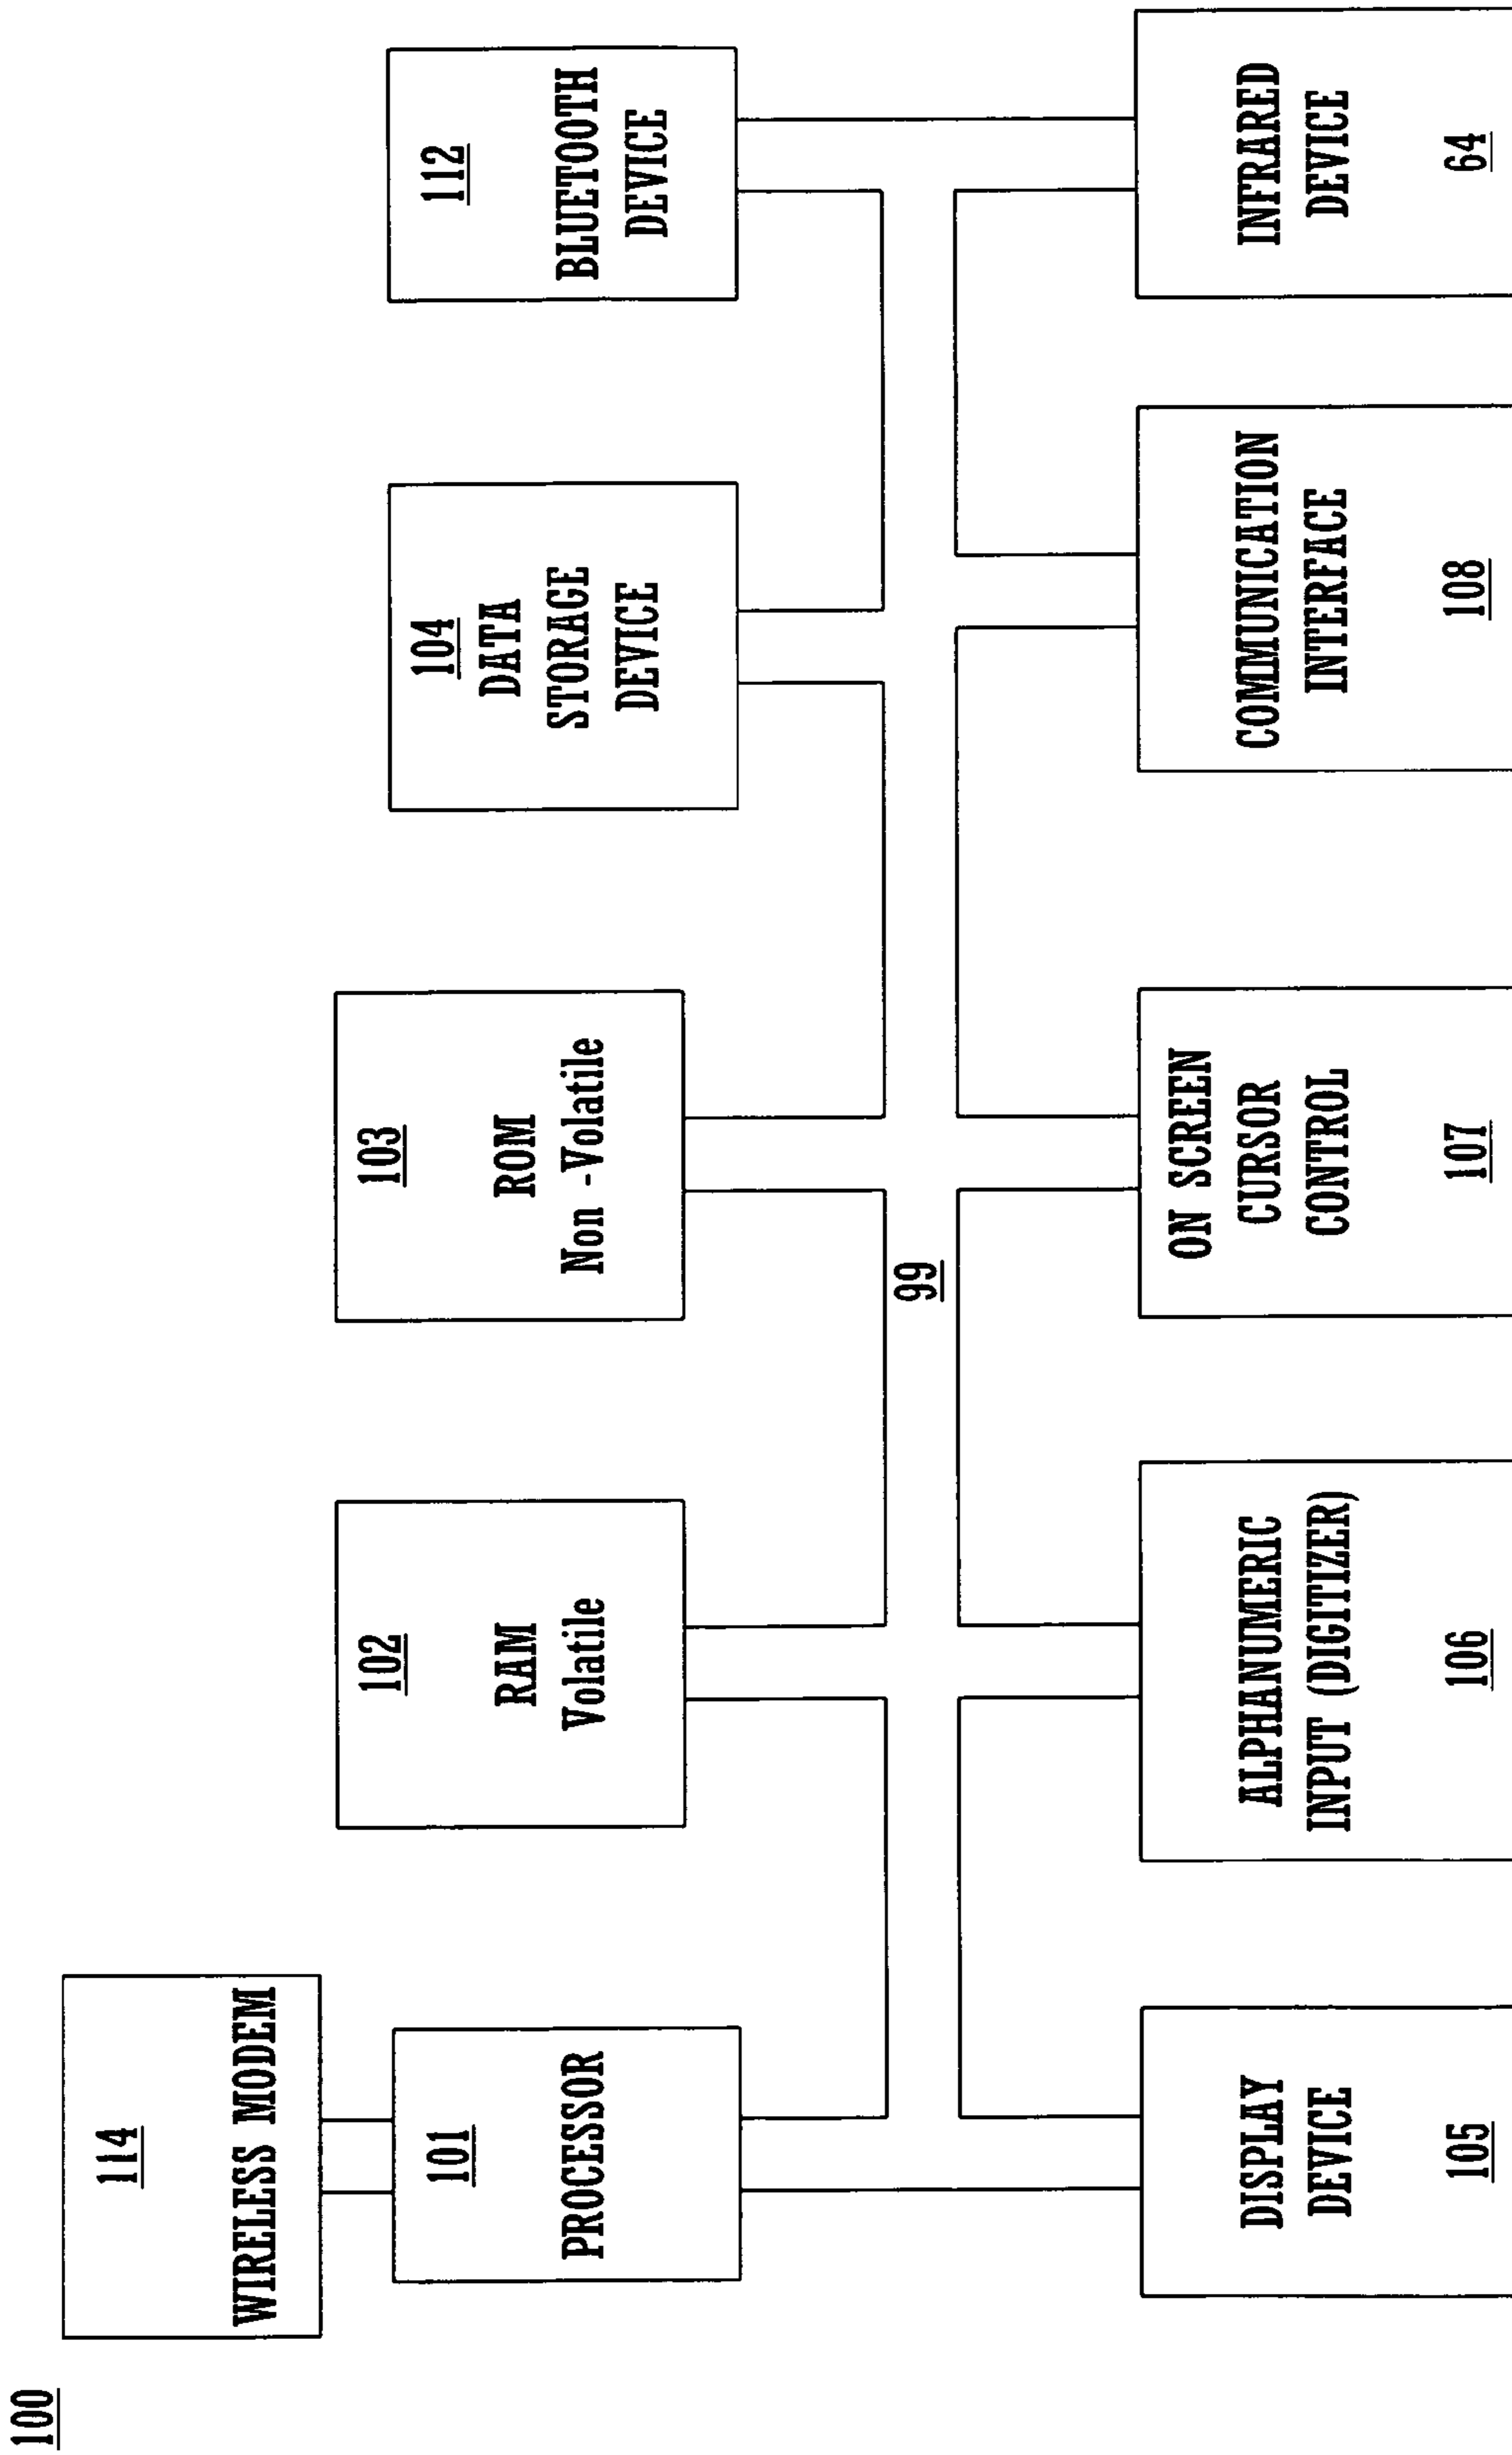 100
114
WIRELESS MODEM
101
PROCESSOR
102
RAM
Volatile
103
ROM
Non -Volatile
104
DATA
STORAGE
DEVICE
112
BLUETOOTH
DEVICE
99
DISPLAY
DEVICE
105
ALPHANUMERIC
INPUT (DIGITIZER)
106
ON SCREEN
CURSOR
CONTROL
107
COMMUNICATION
INTERFACE
108
INFRARED
DEVICE
64